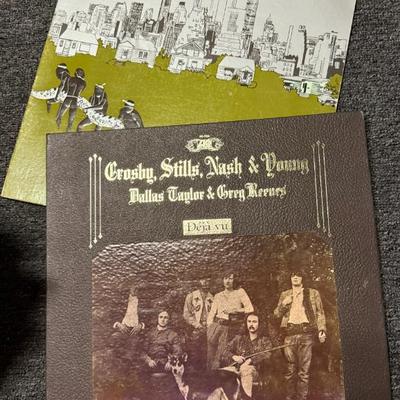 Crosby, Stills, Nash & Young
Dallas Taylor & Greg Reeves
Déjà vu